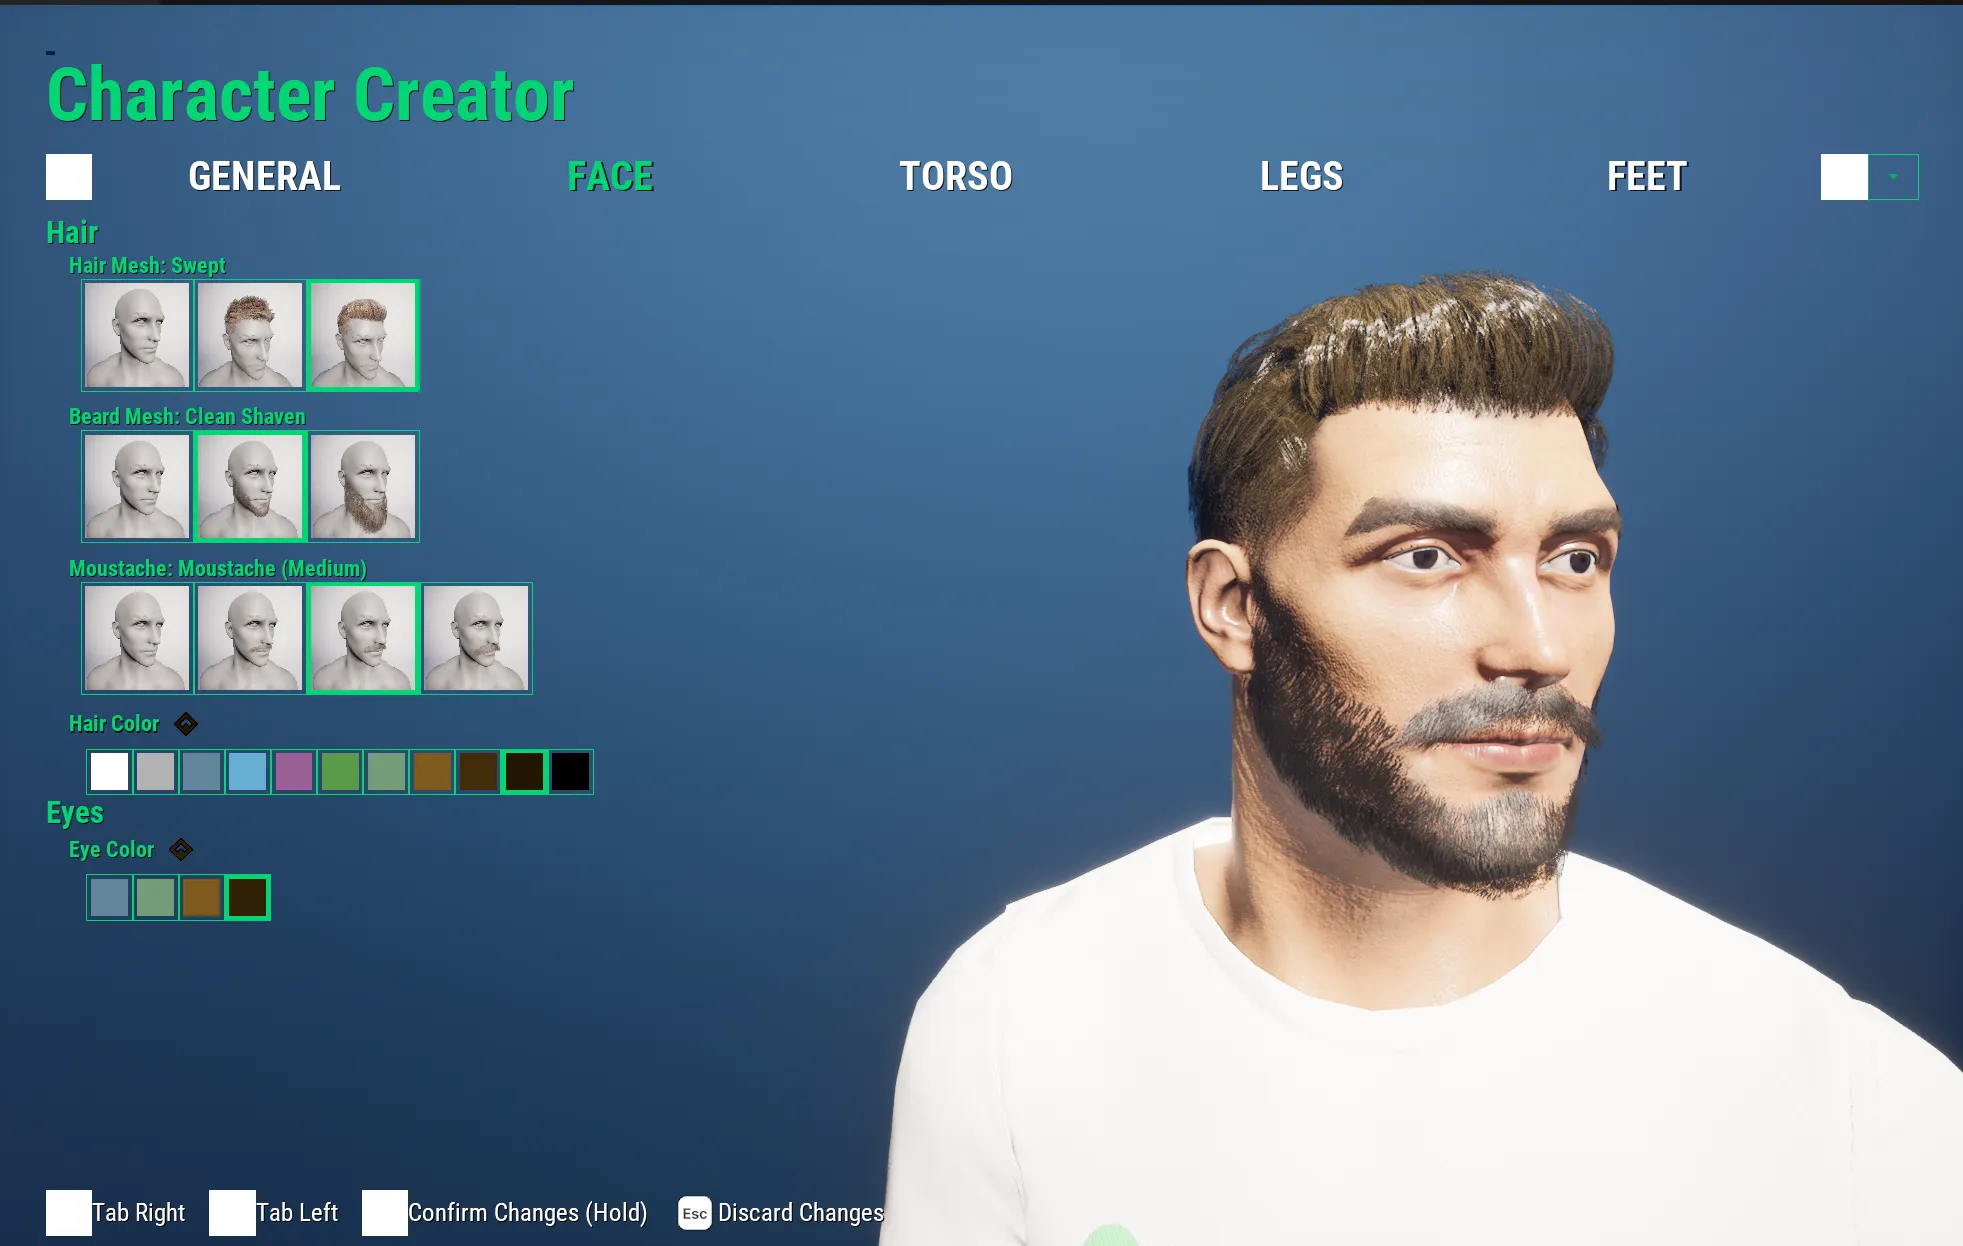 Character Creator
GENERAL FACE TORSO LEGS FEET
Hair
Hair Mesh: Swept
Beard Mesh: Clean Shaven
Moustache: Moustache (Medium)
Hair Color
Eyes
Eye Color
Tab Right Tab Left Confirm Changes (Hold) Esc Discard Changes